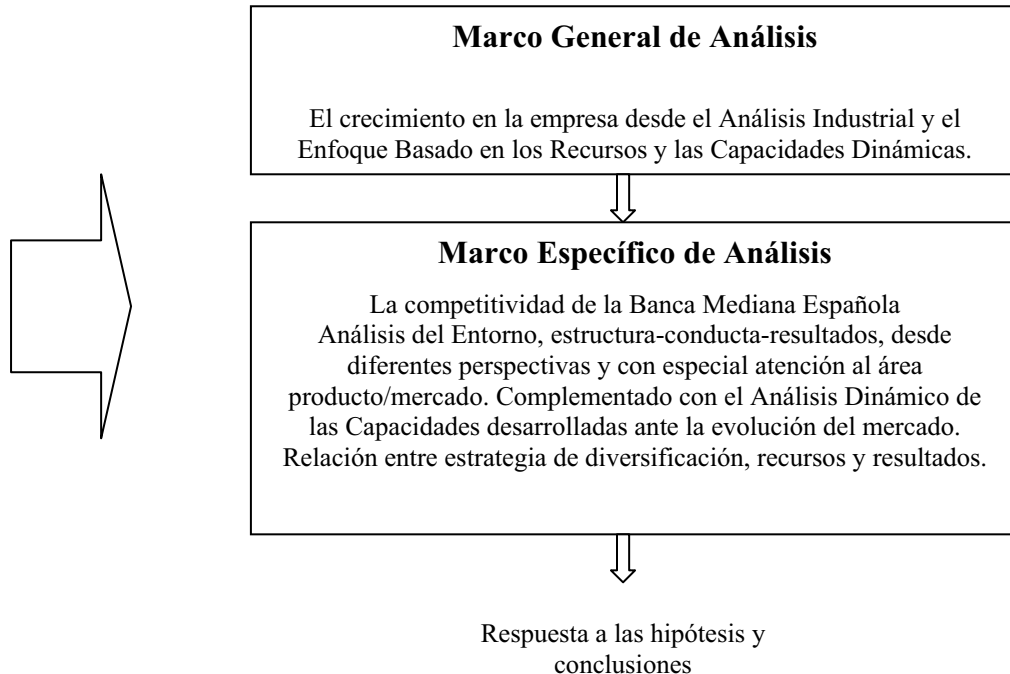 Marco General de Análisis
El crecimiento en la empresa desde el Análisis Industrial y el
Enfoque Basado en los Recursos y las Capacidades Dinámicas.
Marco Específico de Análisis
La competitividad de la Banca Mediana Española
Análisis del Entorno, estructura-conducta-resultados, desde
diferentes perspectivas y con especial atención al área
producto/mercado. Complementado con el Análisis Dinámico de
las Capacidades desarrolladas ante la evolución del mercado.
Relación entre estrategia de diversificación, recursos y resultados.
Respuesta a las hipótesis y
conclusiones